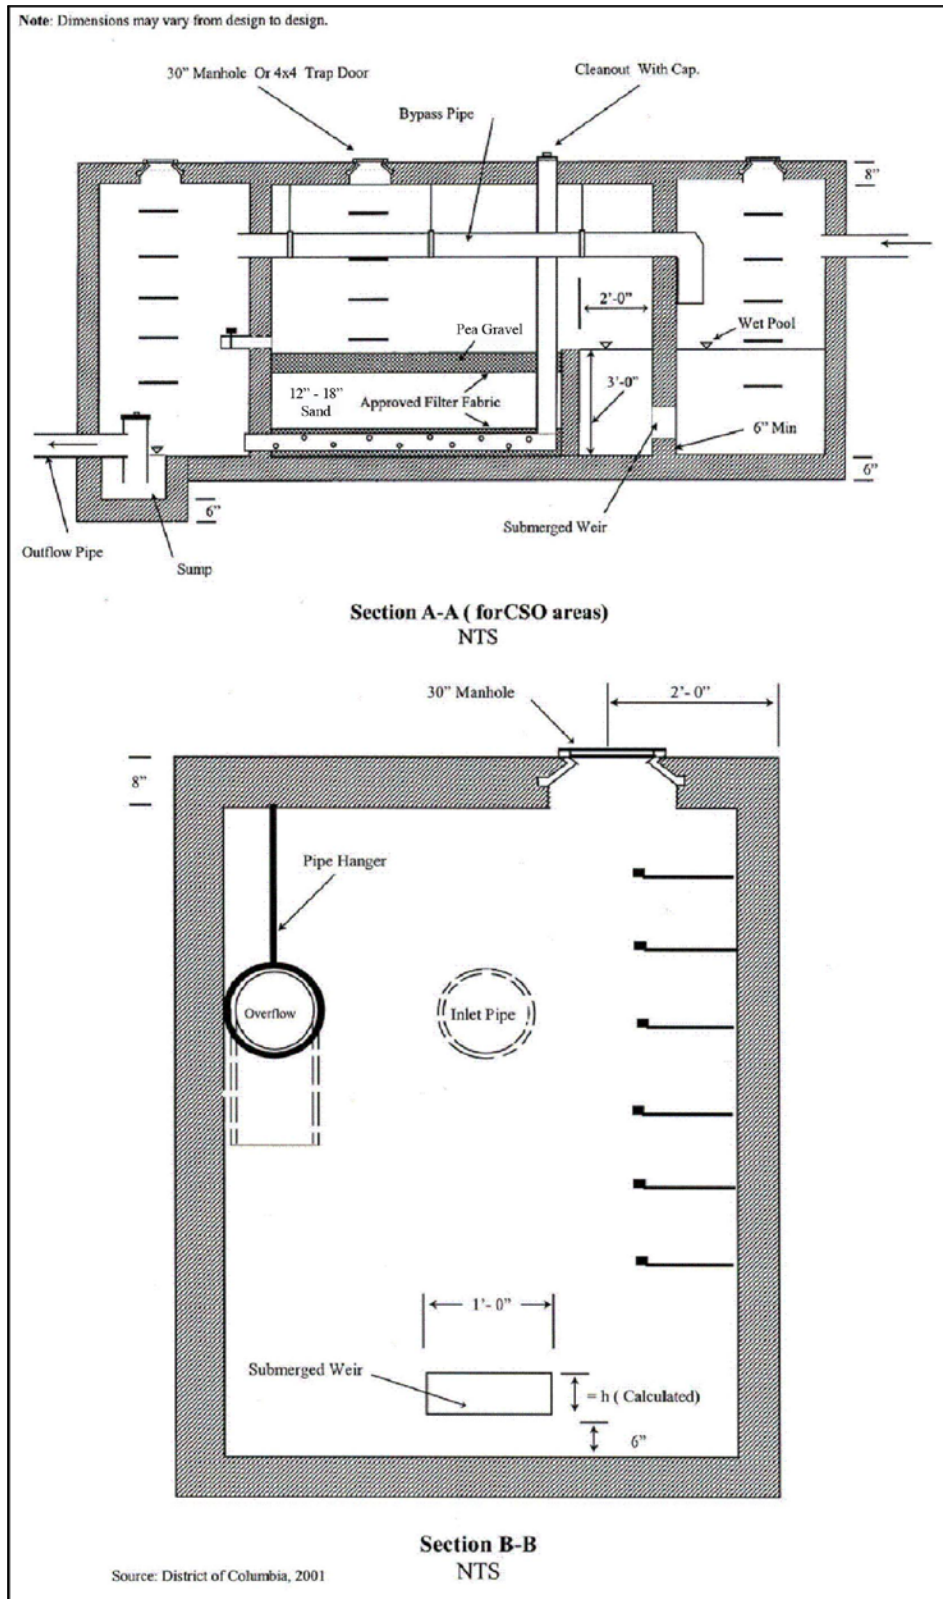 Note: Dimensions may vary from design to design.
30” Manhole Or 4x4 Trap Door
Cleanout With Cap.
Bypass Pipe
8”
2’-0”
Wet Pool
Pea Gravel
3’-0”
12” - 18”
Sand
Approved Filter Fabric
6” Min
6”
6”
Submerged Weir
Outflow Pipe
Sump
Section A-A ( forCSO areas)
NTS
30” Manhole
2’- 0”
8”
Pipe Hanger
Overflow
Inlet Pipe
1’- 0”
Submerged Weir
= h ( Calculated)
6”
Section B-B
NTS
Source: District of Columbia, 2001